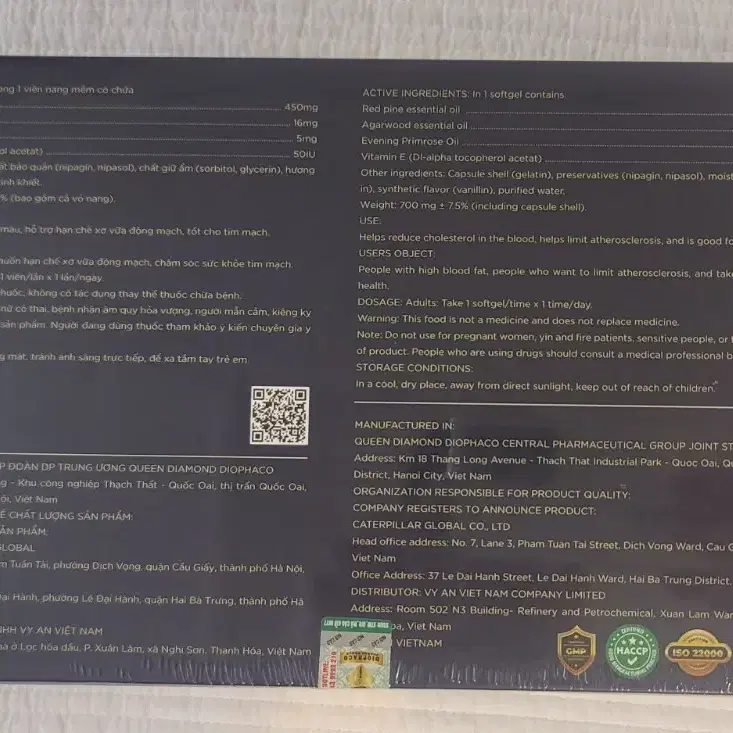 ong 1 viên nang mềm có chứa
450mg
16mg
5mg
ol acetat) 50IU
ất bảo quản (nipagin, nipasol), chất giữ ẩm (sorbitol, glycerin), hương
inh khiết.
% (bao gồm cả vỏ nang).
máu, hỗ trợ hạn chế xơ vữa động mạch, tốt cho tim mạch.
muốn hạn chế xơ vữa động mạch, chăm sóc sức khỏe tim mạch.
1 viên/lần x 1 lần/ngày.
thuốc, không có tác dụng thay thế thuốc chữa bệnh.
nữ có thai, bệnh nhân âm quy hỏa vượng, người mẫn cảm, kiêng kỵ
sản phẩm. Người đang dùng thuốc tham khảo ý kiến chuyên gia y
g mát, tránh ánh sáng trực tiếp, để xa tầm tay trẻ em.
P ĐOÀN DP TRUNG ƯƠNG QUEEN DIAMOND DIOPHACO
g - Khu công nghiệp Thạch Thất - Quốc Oai, thị trấn Quốc Oai,
ội, Việt Nam
Ề CHẤT LƯỢNG SẢN PHẨM:
ẢN PHẨM:
GLOBAL
m Tuấn Tài, phường Dịch Vọng, quận Cầu Giấy, thành phố Hà Nội,
Đại Hành, phường Lê Đại Hành, quận Hai Bà Trưng, thành phố Hà
NHH VY AN VIỆT NAM
hà ở Lọc hóa dầu, P. Xuân Lâm, xã Nghi Sơn, Thanh Hóa, Việt Nam
ACTIVE INGREDIENTS: In 1 softgel contains
Red pine essential oil
Agarwood essential oil
Evening Primrose Oil
Vitamin E (Dl-alpha tocopherol acetat)
Other ingredients: Capsule shell (gelatin), preservatives (nipagin, nipasol), moist
in), synthetic flavor (vanillin), purified water,
Weight: 700 mg ± 7.5% (including capsule shell).
USE:
Helps reduce cholesterol in the blood, helps limit atherosclerosis, and is good fo
USERS OBJECT:
People with high blood fat, people who want to limit atherosclerosis, and take
health.
DOSAGE: Adults: Take 1 softgel/time x 1 time/day.
Warning: This food is not a medicine and does not replace medicine.
Note: Do not use for pregnant women, yin and fire patients, sensitive people, or
of product. People who are using drugs should consult a medical professional b
STORAGE CONDITIONS:
In a cool, dry place, away from direct sunlight, keep out of reach of children.
MANUFACTURED IN:
QUEEN DIAMOND DIOPHACO CENTRAL PHARMACEUTICAL GROUP JOINT ST
Address: Km 18 Thang Long Avenue - Thach That Industrial Park - Quoc Oai, Qu
District, Hanoi City, Viet Nam
ORGANIZATION RESPONSIBLE FOR PRODUCT QUALITY:
COMPANY REGISTERS TO ANNOUNCE PRODUCT:
CATERPILLAR GLOBAL CO., LTD
Head office address: No. 7, Lane 3, Pham Tuan Tai Street, Dich Vong Ward, Cau G
Viet Nam
Office Address: 37 Le Dai Hanh Street, Le Dai Hanh Ward, Hai Ba Trung District,
DISTRIBUTOR: VY AN VIET NAM COMPANY LIMITED
Address: Room 502 N3 Building- Refinery and Petrochemical, Xuan Lam War
oa, Viet Nam
VIETNAM
DIOPHACO
HOTLINE:
GMP
CERTIFIED
HACCP
ISO 22000